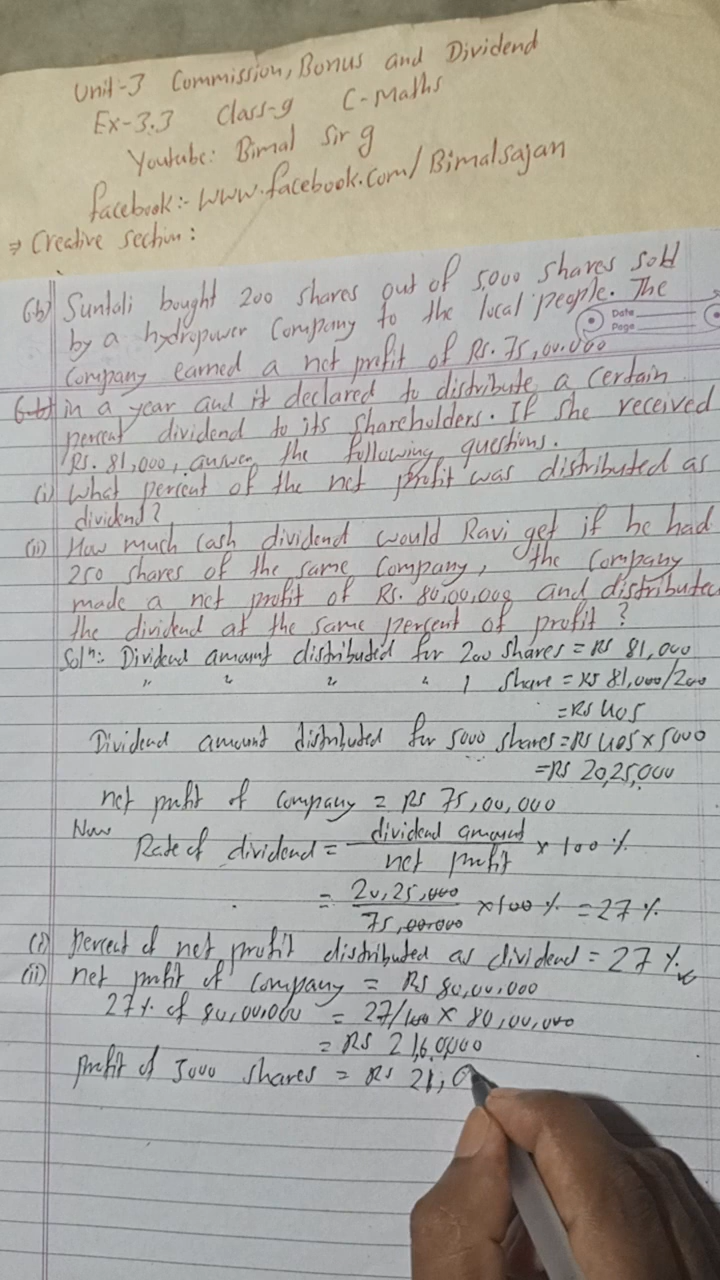 Unit-3 Commission, Bonus and Dividend
Ex-3.3 Class-9 C-Maths
Youtube: Bimal Sir g
facebook:- www.facebook.com/Bimalsajan
⇒ Creative section:
6b) Suntali bought 200 shares out of 5000 shares sold
by a hydropower Company to the local people. The
Date
Page
Company earned a net profit of Rs. 75,00,000
in a year and it declared to distribute a certain
percent dividend to its shareholders. If she received
Rs. 81,000, answer the following questions.
(i) What percent of the net profit was distributed as
dividend?
(ii) How much cash dividend would Ravi get if he had
250 shares of the same Company, the Company
made a net profit of Rs. 80,00,000 and distributed
the dividend at the same percent of profit?
Solⁿ: Dividend amount distributed for 200 shares = RS 81,000
" " " " 1 share = RS 81,000/200
= RS 405
Dividend amount distributed for 5000 shares = RS 405 × 5000
= RS 20,25,000
net profit of Company = RS 75,00,000
Now
Rate of dividend = dividend amount / net profit × 100 %
= 20,25,000 / 75,00,000 × 100 % = 27 %
(i) Percent of net profit distributed as dividend = 27 %
(ii) net profit of Company = RS 80,00,000
27 % of 80,00,000 = 27/100 × 80,00,000
= RS 21,60,000
profit of 5000 shares = RS 21,